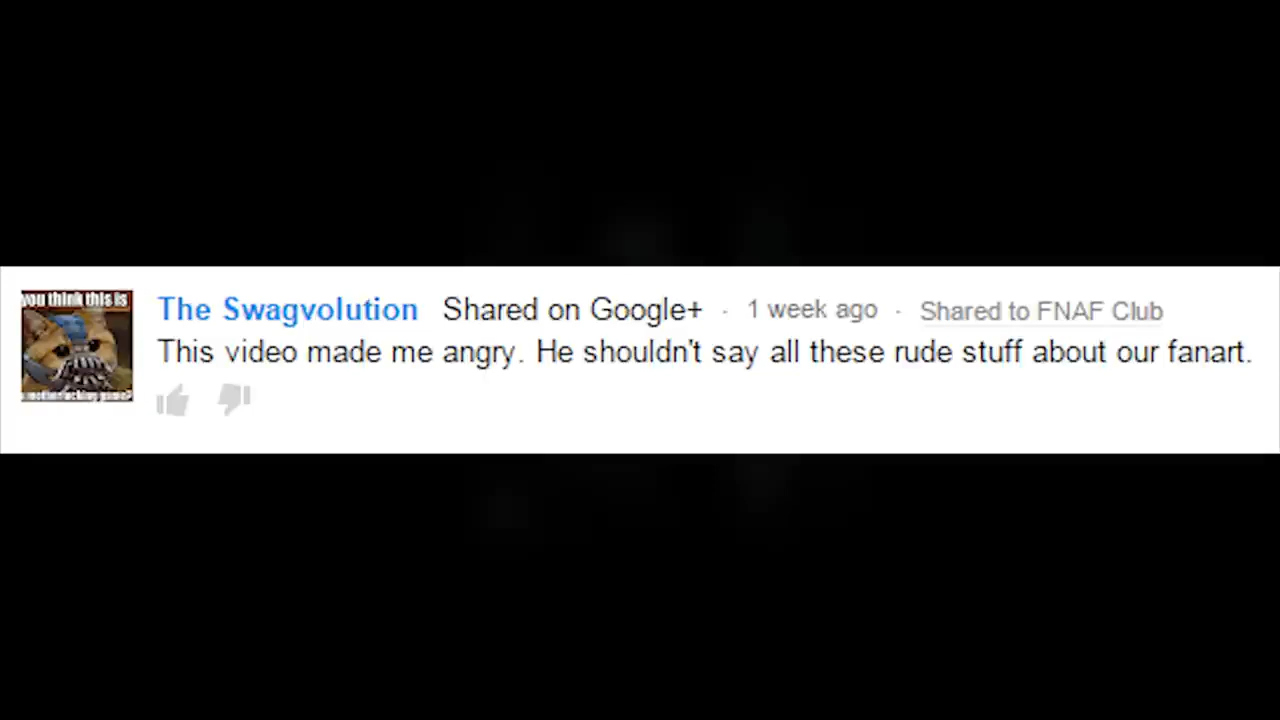 you think this is
The Swagvolution Shared on Google+ · 1 week ago · Shared to FNAF Club
This video made me angry. He shouldn't say all these rude stuff about our fanart.